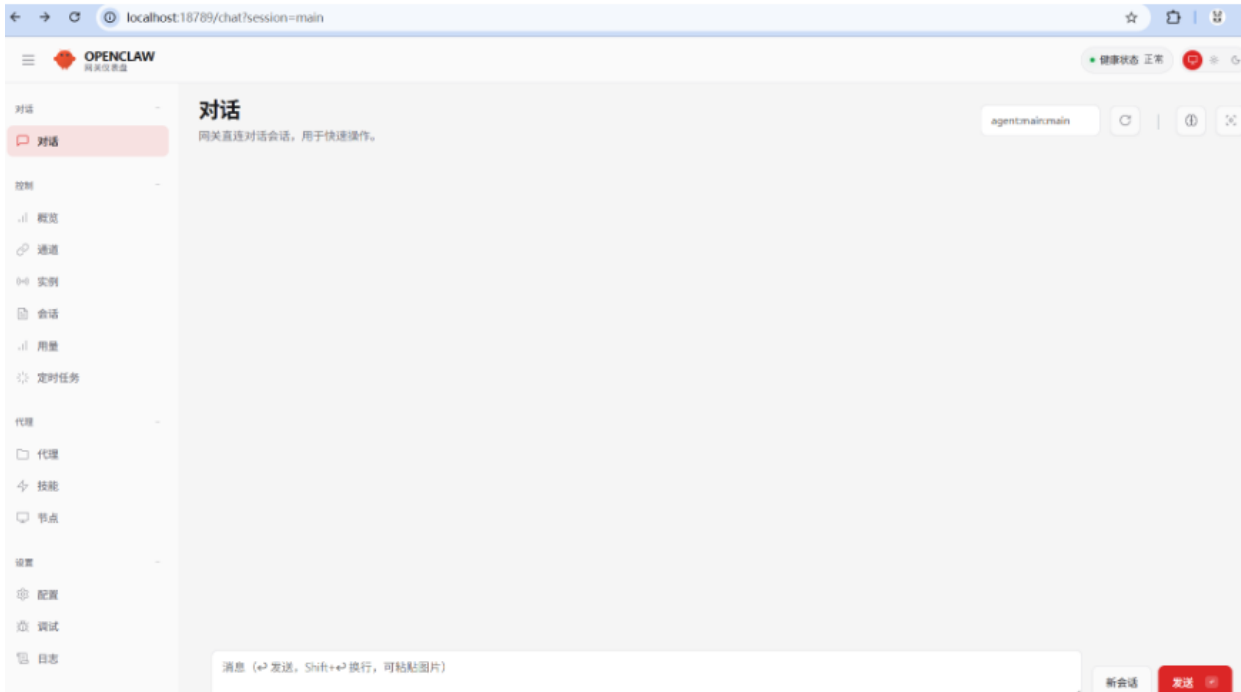 localhost:18789/chat?session=main
OPENCLAW
网关仪表盘
健康状态 正常
对话
对话
控制
概览
通道
实例
会话
用量
定时任务
代理
代理
技能
节点
设置
配置
调试
日志
对话
网关直连对话会话，用于快速操作。
agent:main:main
消息（↩ 发送，Shift+↩ 换行，可粘贴图片）
新会话
发送